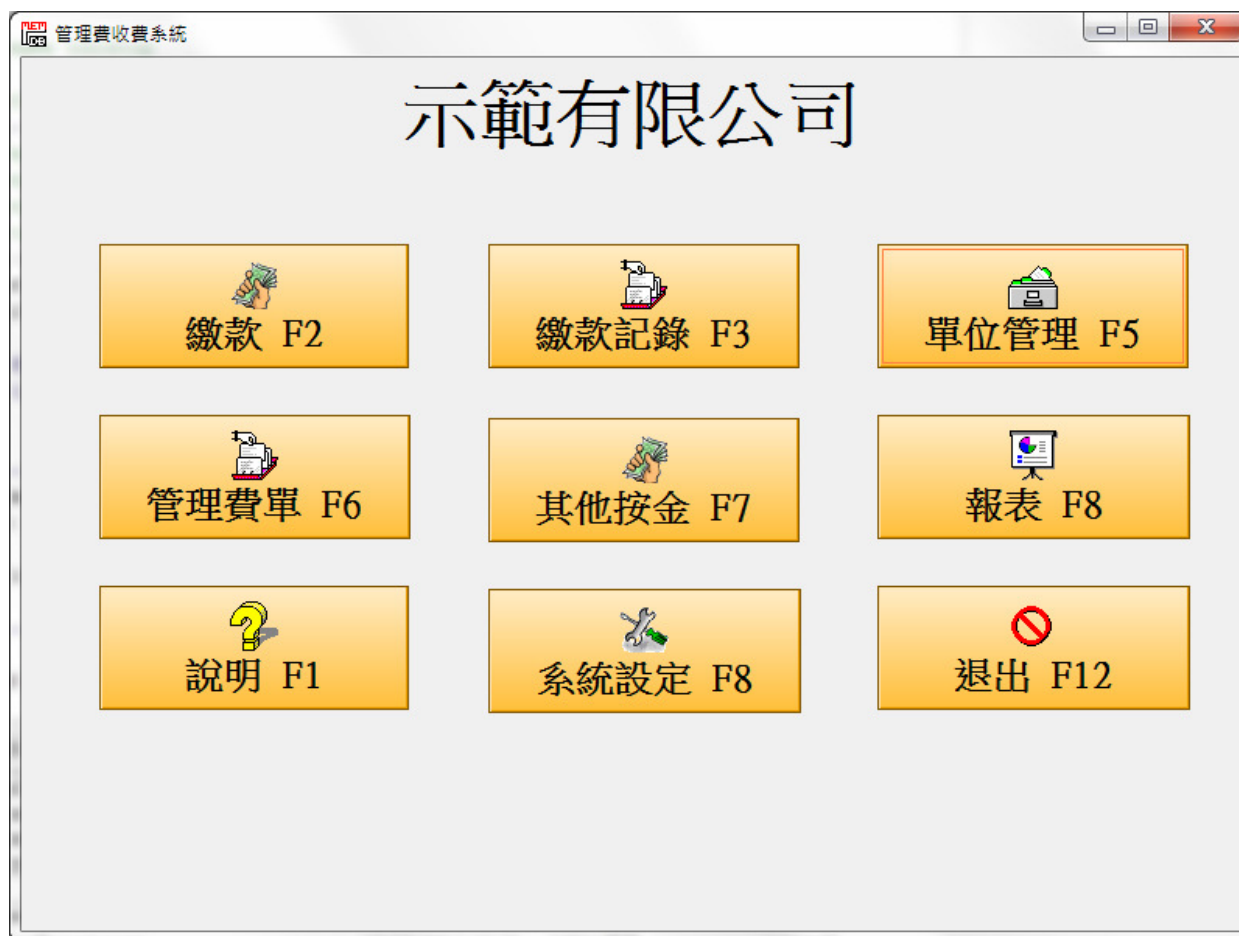 管理費收費系統
示範有限公司
繳款 F2
繳款記錄 F3
單位管理 F5
管理費單 F6
其他按金 F7
報表 F8
說明 F1
系統設定 F8
退出 F12